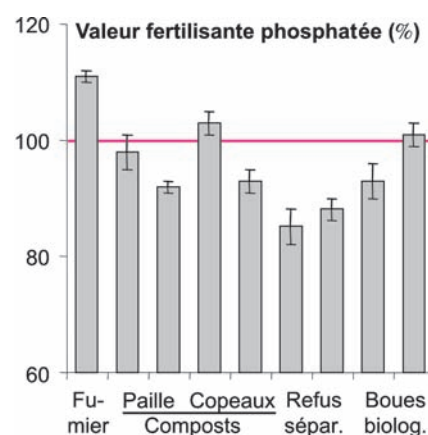 Valeur fertilisante phosphatée (%)
120
100
80
60
Fu- Paille Copeaux Refus Boues
mier Composts sépar. biolog.